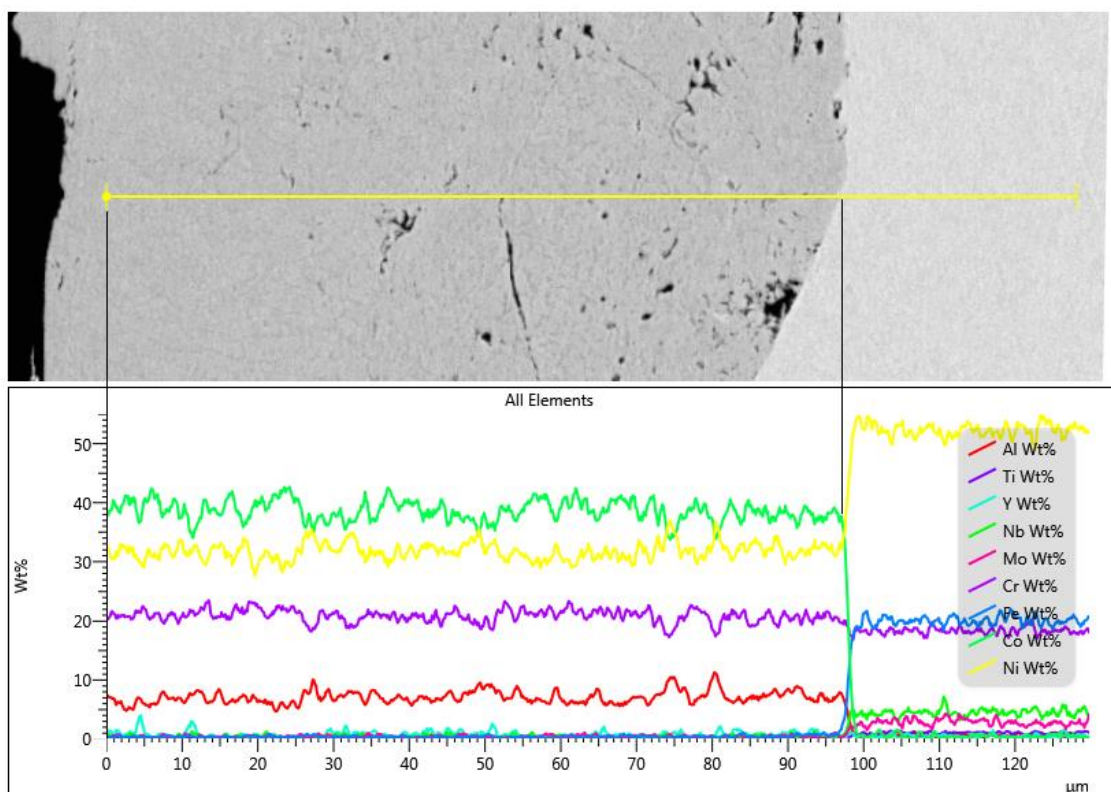 All Elements
Wt%
50
40
30
20
10
0
Al Wt%
Ti Wt%
Y Wt%
Nb Wt%
Mo Wt%
Cr Wt%
Fe Wt%
Co Wt%
Ni Wt%
0 10 20 30 40 50 60 70 80 90 100 110 120
µm